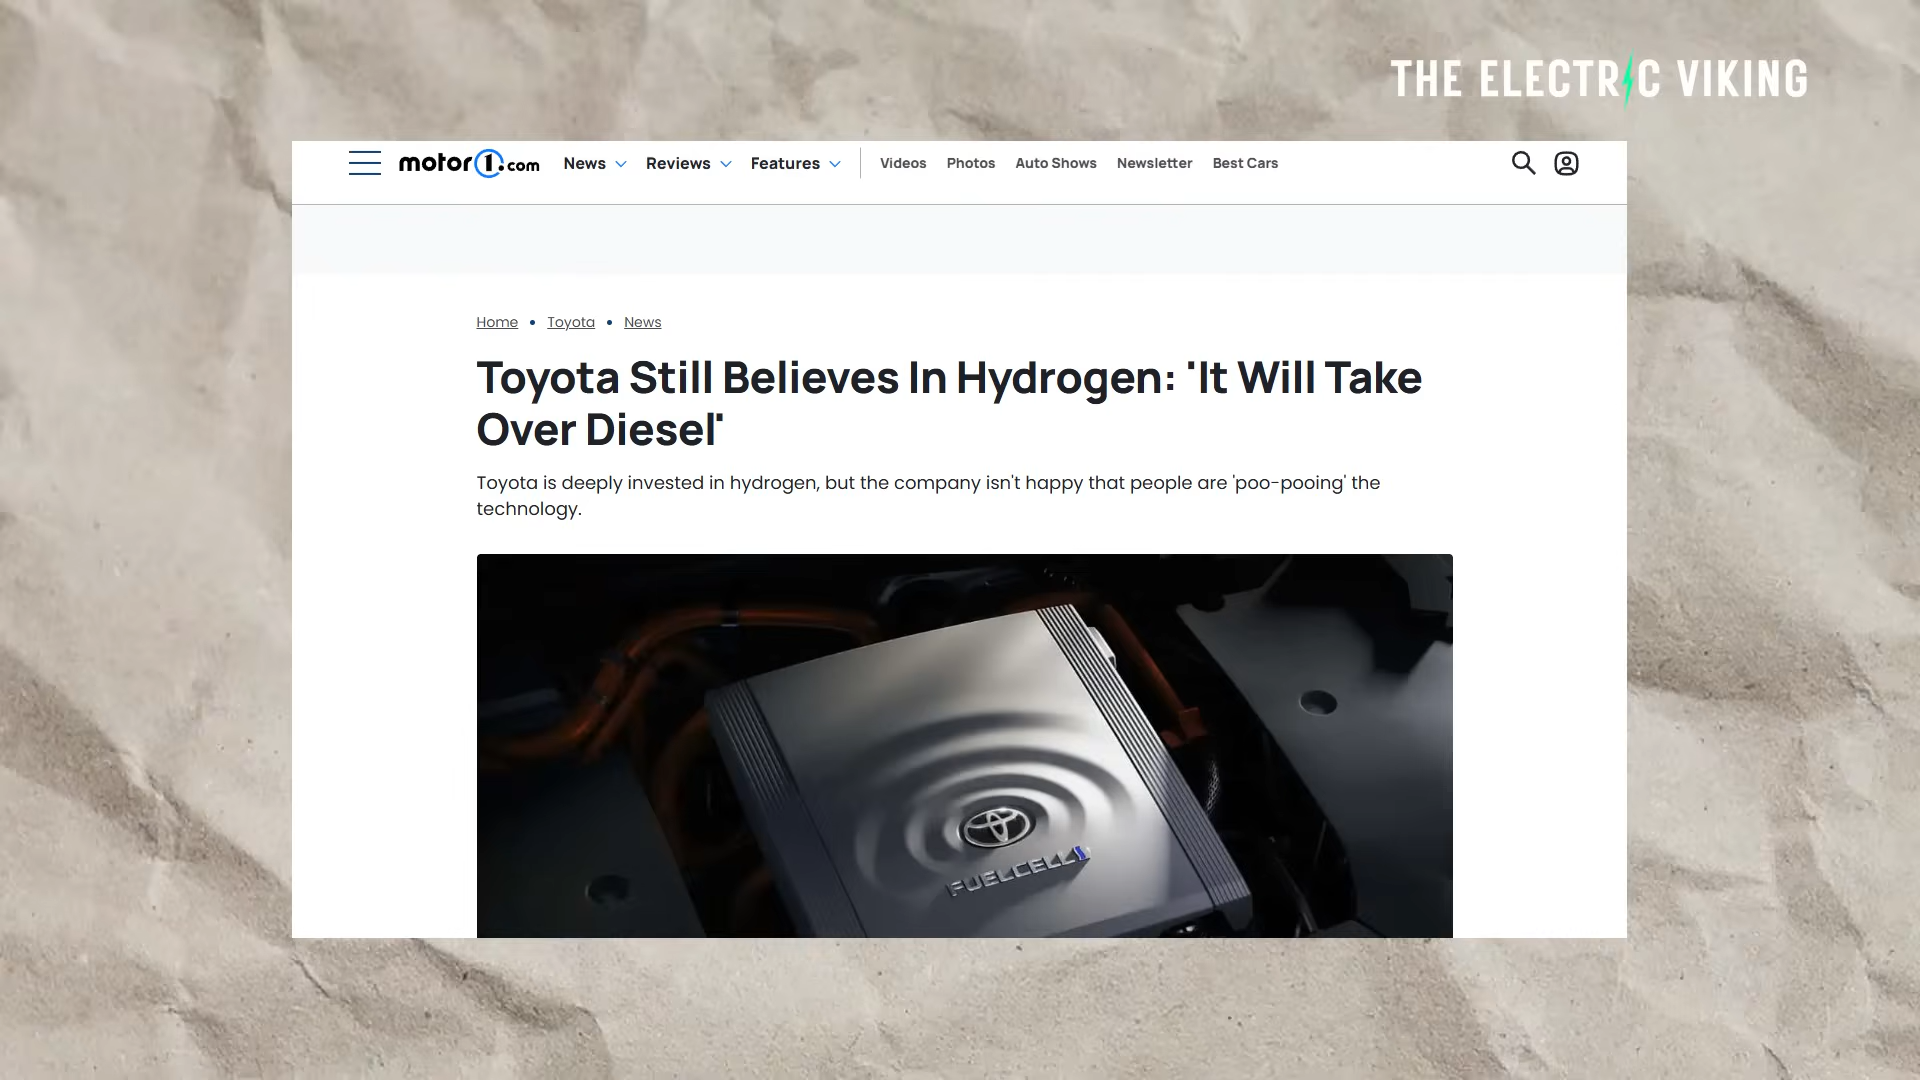 THE ELECTRIC VIKING
motor1.com News Reviews Features Videos Photos Auto Shows Newsletter Best Cars
Home • Toyota • News
Toyota Still Believes In Hydrogen: 'It Will Take
Over Diesel'
Toyota is deeply invested in hydrogen, but the company isn't happy that people are 'poo-pooing' the
technology.
FUELCELL